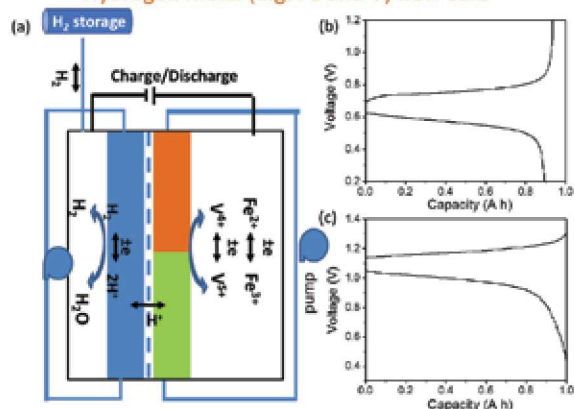 (a)
H₂ storage
H₂
Charge/Discharge
H₂
H₂O
H₂
±e
2H⁺
H⁺
V⁴⁺
±e
V⁵⁺
Fe²⁺
±e
Fe³⁺
pump
(b)
Voltage (V)
1.2
1.0
0.8
0.6
0.4
0.2
0.0 0.2 0.4 0.6 0.8 1.0
Capacity (A h)
(c)
Voltage (V)
1.4
1.2
1.0
0.8
0.6
0.4
0.0 0.2 0.4 0.6 0.8 1.0
Capacity (A h)